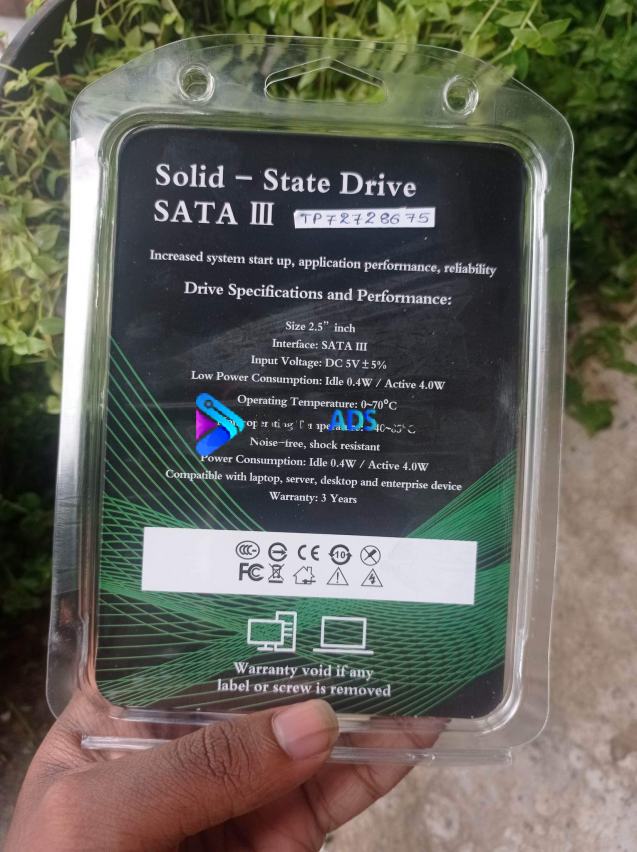 Solid – State Drive
SATA III TP72728675
Increased system start up, application performance, reliability
Drive Specifications and Performance:
Size 2.5” inch
Interface: SATA III
Input Voltage: DC 5V±5%
Low Power Consumption: Idle 0.4W / Active 4.0W
Operating Temperature: 0~70°C
ADS
Noise-free, shock resistant
Power Consumption: Idle 0.4W / Active 4.0W
Compatible with laptop, server, desktop and enterprise device
Warranty: 3 Years
CCC CE 10
FC
Warranty void if any
label or screw is removed